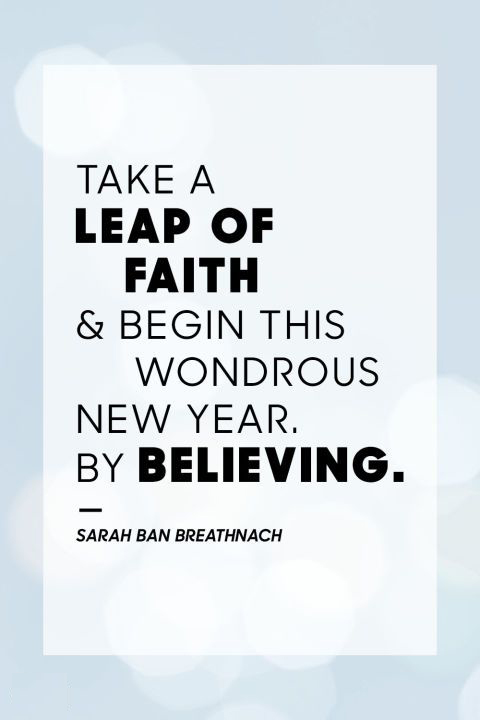 TAKE A
LEAP OF
FAITH
& BEGIN THIS
WONDROUS
NEW YEAR.
BY BELIEVING.
—
SARAH BAN BREATHNACH